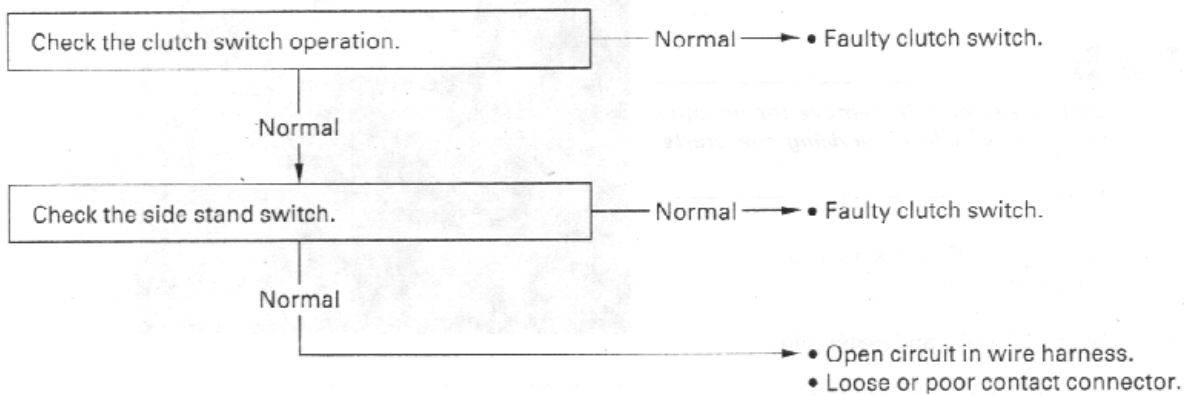 Check the clutch switch operation.
Normal
• Faulty clutch switch.
Normal
Check the side stand switch.
Normal
• Faulty clutch switch.
Normal
• Open circuit in wire harness.
• Loose or poor contact connector.